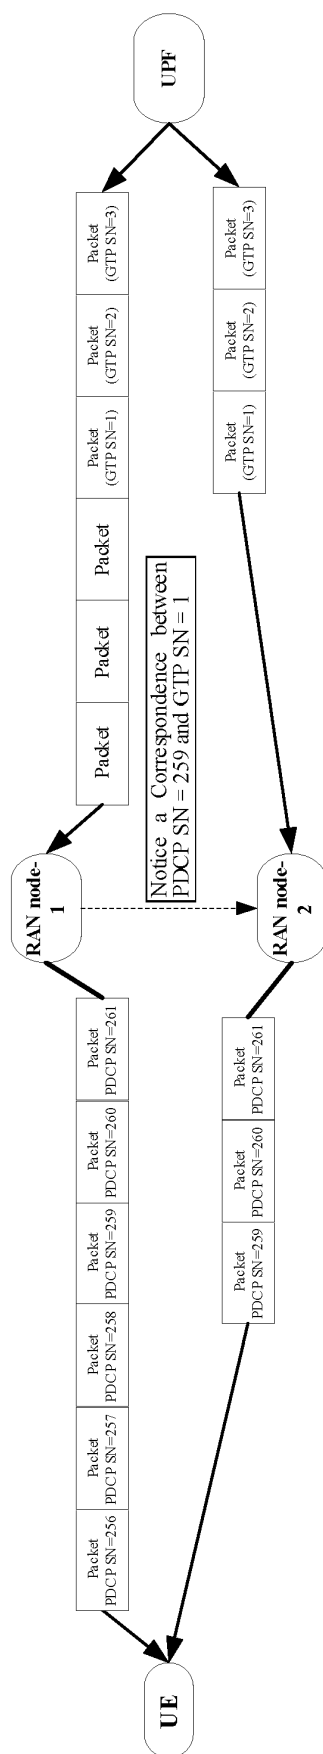 Packet
PDCP SN=256
Packet
PDCP SN=257
Packet
PDCP SN=258
Packet
PDCP SN=259
Packet
PDCP SN=260
Packet
PDCP SN=261
RAN node-
1
Packet
Packet
Packet
Packet
(GTP SN=1)
Packet
(GTP SN=2)
Packet
(GTP SN=3)
UE
Notice a Correspondence between
PDCP SN = 259 and GTP SN = 1
UPF
Packet
PDCP SN=259
Packet
PDCP SN=260
Packet
PDCP SN=261
RAN node-
2
Packet
(GTP SN=1)
Packet
(GTP SN=2)
Packet
(GTP SN=3)